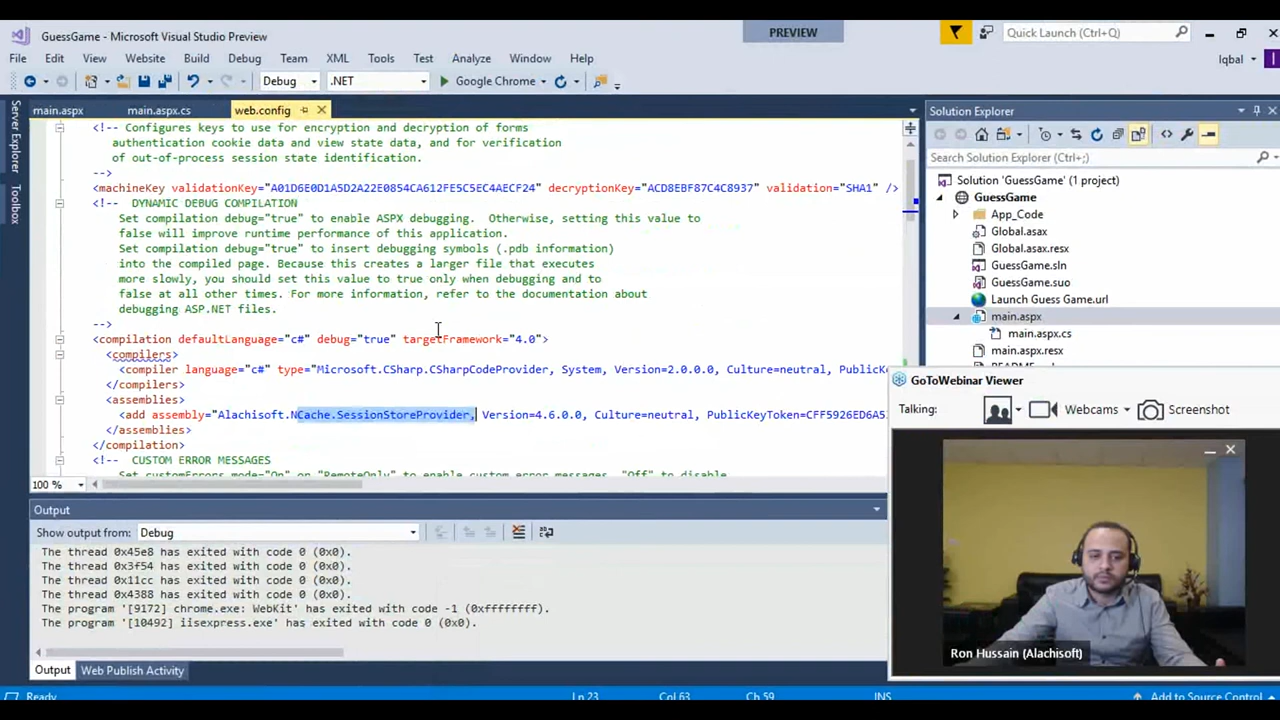 GuessGame - Microsoft Visual Studio Preview
PREVIEW
Quick Launch (Ctrl+Q)
File Edit View Website Build Debug Team XML Tools Test Analyze Window Help
Iqbal I
Debug .NET Google Chrome
main.aspx main.aspx.cs web.config
Server Explorer
Toolbox
<!-- Configures keys to use for encryption and decryption of forms
authentication cookie data and view state data, and for verification
of out-of-process session state identification.
-->
<machineKey validationKey="A01D6E0D1A5D2A22E0854CA612FE5C5EC4AECF24" decryptionKey="ACD8EBF87C4C8937" validation="SHA1" />
<!-- DYNAMIC DEBUG COMPILATION
Set compilation debug="true" to enable ASPX debugging. Otherwise, setting this value to
false will improve runtime performance of this application.
Set compilation debug="true" to insert debugging symbols (.pdb information)
into the compiled page. Because this creates a larger file that executes
more slowly, you should set this value to true only when debugging and to
false at all other times. For more information, refer to the documentation about
debugging ASP.NET files.
-->
<compilation defaultLanguage="c#" debug="true" targetFramework="4.0">
<compilers>
<compiler language="c#" type="Microsoft.CSharp.CSharpCodeProvider, System, Version=2.0.0.0, Culture=neutral, PublicK
</compilers>
<assemblies>
<add assembly="Alachisoft.NCache.SessionStoreProvider, Version=4.6.0.0, Culture=neutral, PublicKeyToken=CFF5926ED6A5
</assemblies>
</compilation>
<!-- CUSTOM ERROR MESSAGES
Set customErrors mode="On" or "RemoteOnly" to enable custom error messages, "Off" to disable
100 %
Output
Show output from: Debug
The thread 0x45e8 has exited with code 0 (0x0).
The thread 0x3f54 has exited with code 0 (0x0).
The thread 0x11cc has exited with code 0 (0x0).
The thread 0x4388 has exited with code 0 (0x0).
The program '[9172] chrome.exe: WebKit' has exited with code -1 (0xffffffff).
The program '[10492] iisexpress.exe' has exited with code 0 (0x0).
Output Web Publish Activity
Ready Ln 23 Col 63 Ch 59 INS Add to Source Control
Solution Explorer
Search Solution Explorer (Ctrl+;)
Solution 'GuessGame' (1 project)
GuessGame
App_Code
Global.asax
Global.asax.resx
GuessGame.sln
GuessGame.suo
Launch Guess Game.url
main.aspx
main.aspx.cs
main.aspx.resx
GoToWebinar Viewer
Talking: Webcams Screenshot
Ron Hussain (Alachisoft)